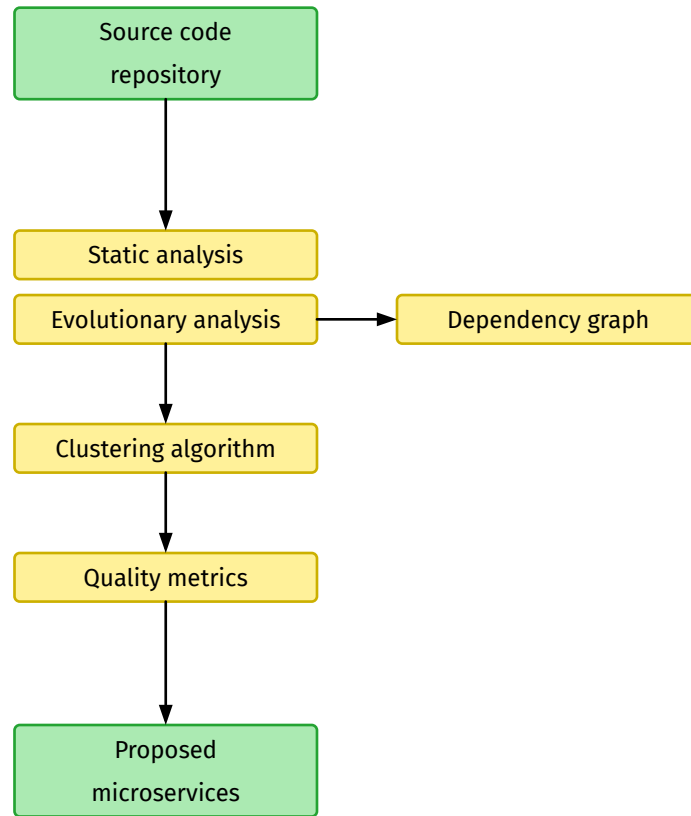 Source code
repository
Static analysis
Evolutionary analysis
Dependency graph
Clustering algorithm
Quality metrics
Proposed
microservices